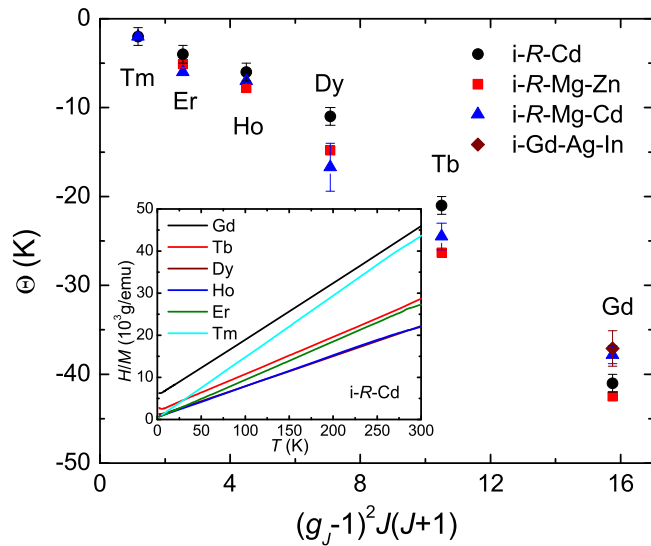 0
-10
-20
-30
-40
-50
Θ (K)
0
4
8
12
16
(g_J-1)²J(J+1)
Tm
Er
Ho
Dy
Tb
Gd
i-R-Cd
i-R-Mg-Zn
i-R-Mg-Cd
i-Gd-Ag-In
50
40
30
20
10
0
H/M (10³g/emu)
0
50
100
150
200
250
300
T (K)
Gd
Tb
Dy
Ho
Er
Tm
i-R-Cd